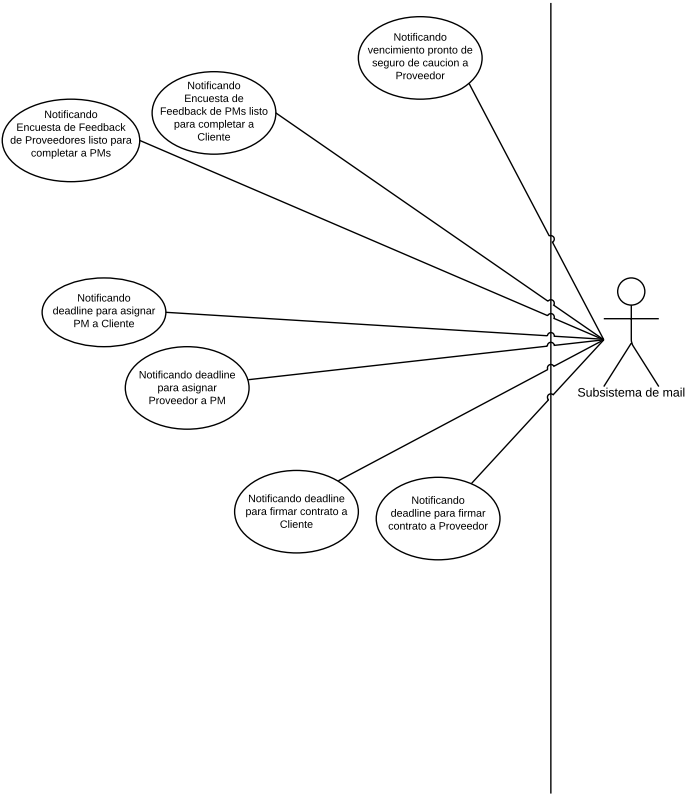 Notificando
vencimiento pronto de
seguro de caucion a
Proveedor
Notificando
Encuesta de
Feedback de PMs listo
para completar a
Cliente
Notificando
Encuesta de Feedback
de Proveedores listo para
completar a PMs
Notificando
deadline para asignar
PM a Cliente
Notificando deadline
para asignar
Proveedor a PM
Subsistema de mail
Notificando deadline
para firmar contrato a
Cliente
Notificando
deadline para firmar
contrato a Proveedor